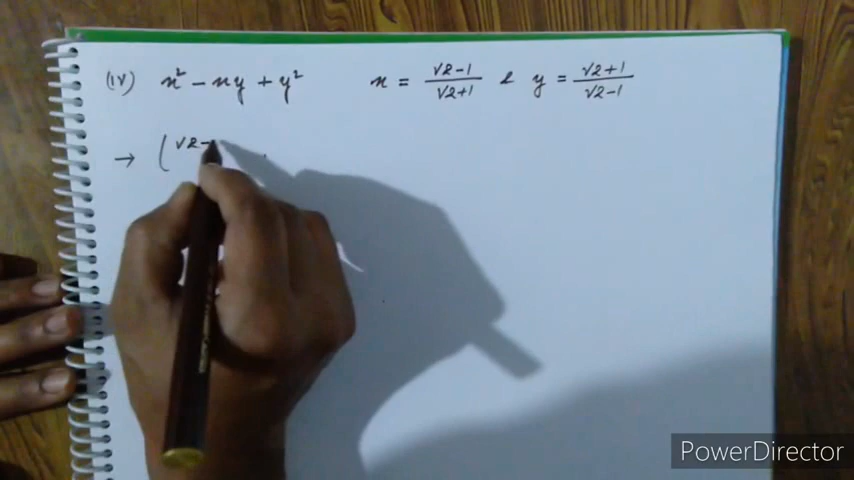 (IV) x² - xy + y² x = √2-1/√2+1 & y = √2+1/√2-1
→ (√2-
PowerDirector